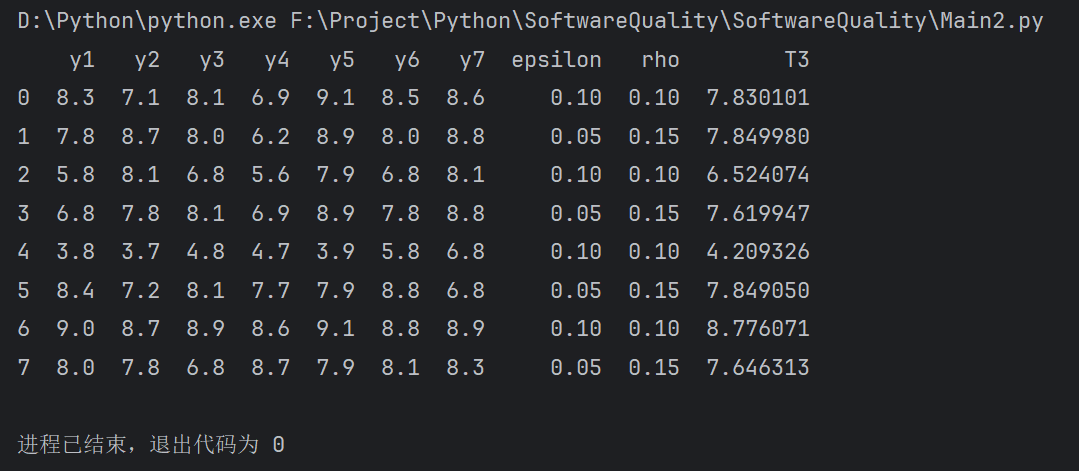 D:\Python\python.exe F:\Project\Python\SoftwareQuality\SoftwareQuality\Main2.py
    y1   y2   y3   y4   y5   y6   y7  epsilon   rho        T3
0  8.3  7.1  8.1  6.9  9.1  8.5  8.6     0.10  0.10  7.830101
1  7.8  8.7  8.0  6.2  8.9  8.0  8.8     0.05  0.15  7.849980
2  5.8  8.1  6.8  5.6  7.9  6.8  8.1     0.10  0.10  6.524074
3  6.8  7.8  8.1  6.9  8.9  7.8  8.8     0.05  0.15  7.619947
4  3.8  3.7  4.8  4.7  3.9  5.8  6.8     0.10  0.10  4.209326
5  8.4  7.2  8.1  7.7  7.9  8.8  6.8     0.05  0.15  7.849050
6  9.0  8.7  8.9  8.6  9.1  8.8  8.9     0.10  0.10  8.776071
7  8.0  7.8  6.8  8.7  7.9  8.1  8.3     0.05  0.15  7.646313
进程已结束，退出代码为 0